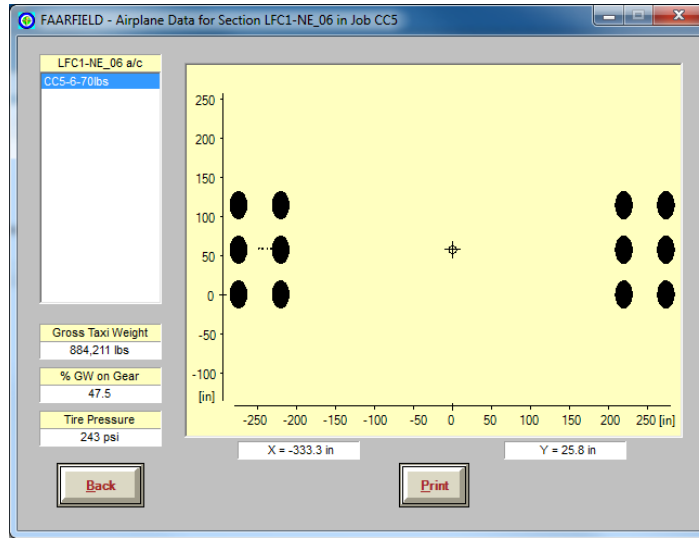 FAARFIELD - Airplane Data for Section LFC1-NE_06 in Job CC5
LFC1-NE_06 a/c
CC5-6-70lbs
Gross Taxi Weight
884,211 lbs
% GW on Gear
47.5
Tire Pressure
243 psi
250
200
150
100
50
0
-50
-100
[in]
-250 -200 -150 -100 -50 0 50 100 150 200 250 [in]
X = -333.3 in Y = 25.8 in
Back Print